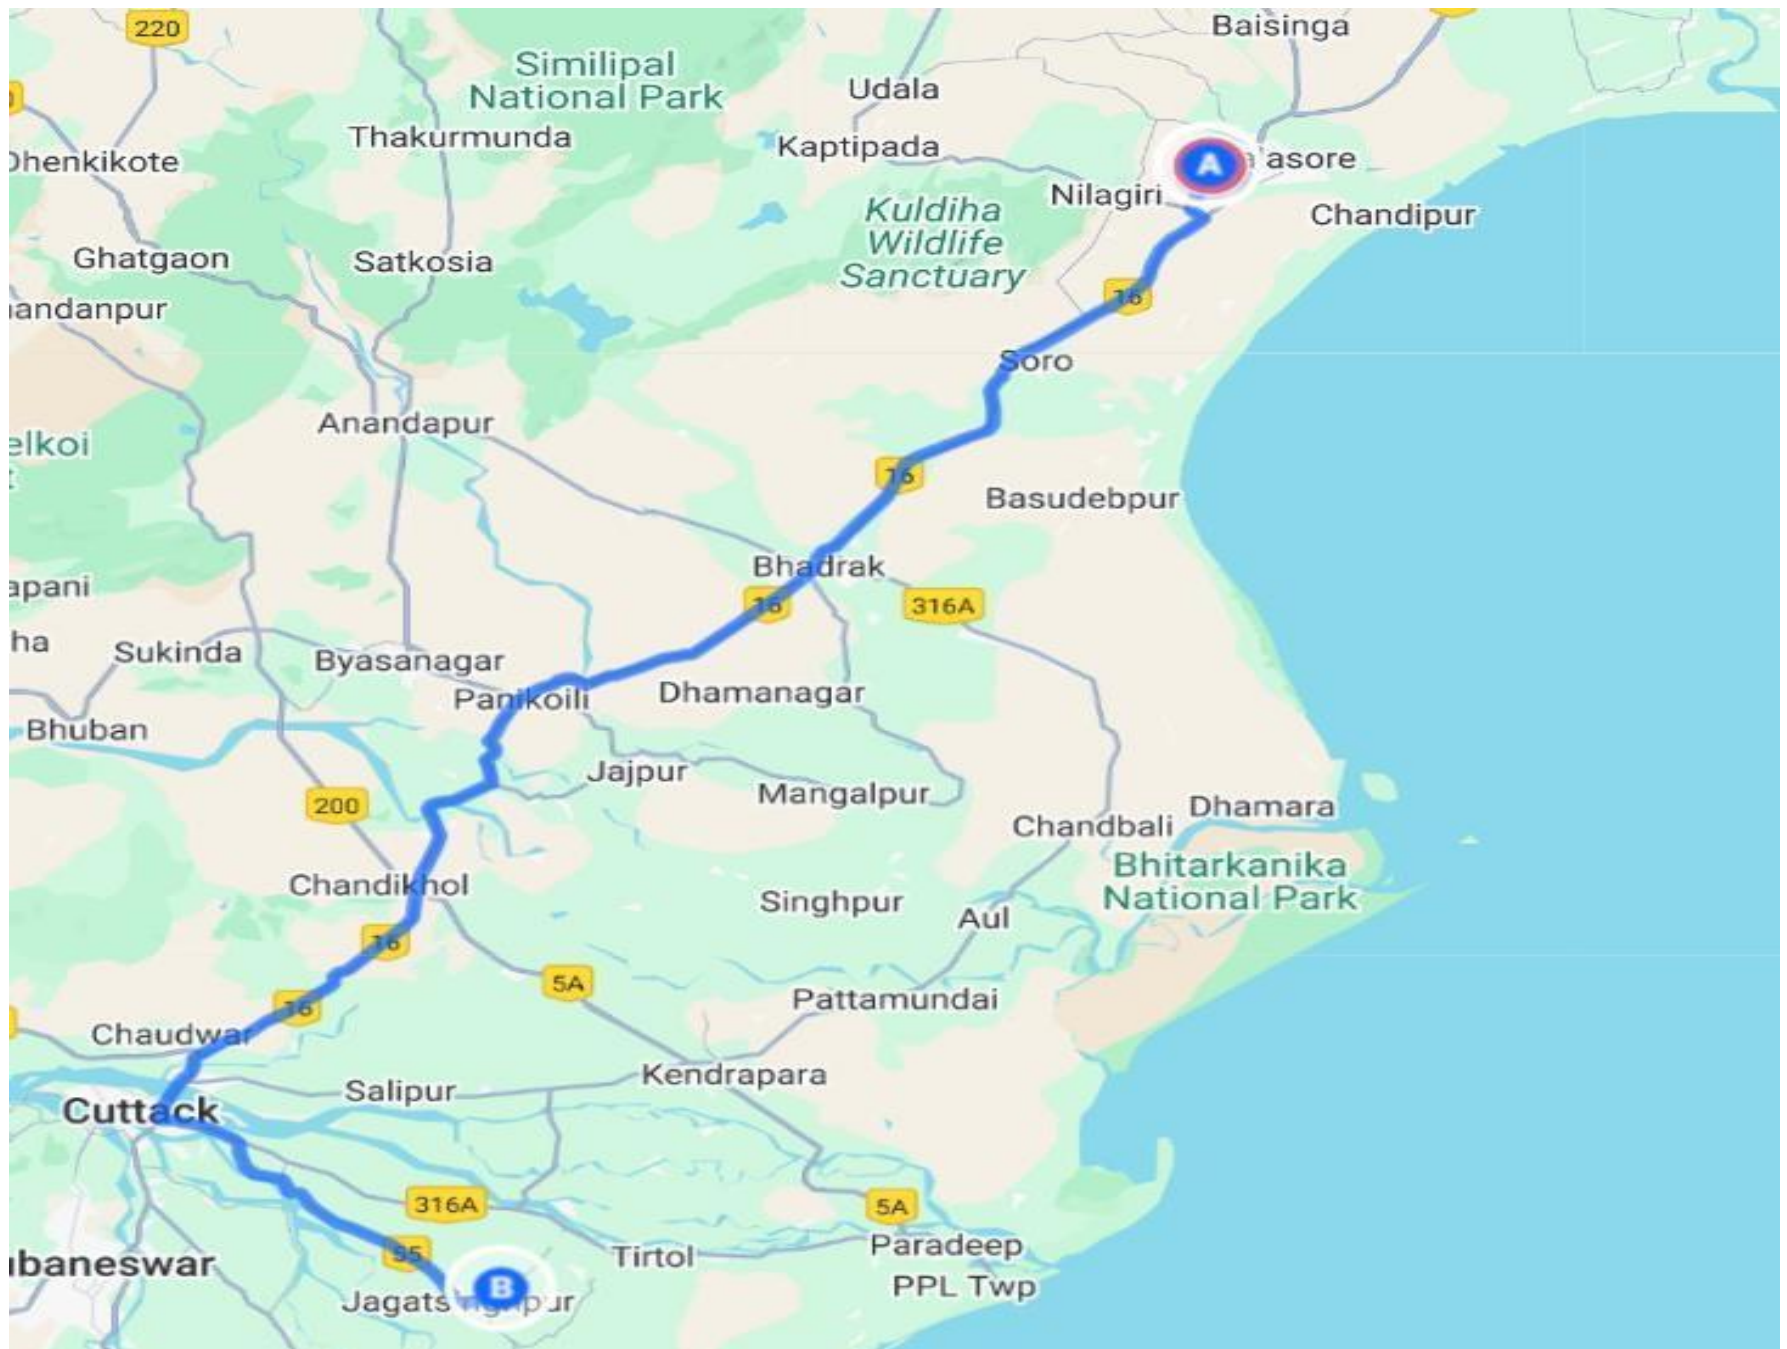 220
Baisinga
Similipal
National Park
Udala
Thakurmunda
Kaptipada
Dhenkikote
A
Nilagiri
Chandipur
Kuldiha
Wildlife
Sanctuary
Ghatgaon
Satkosia
andanpur
16
Soro
Anandapur
elkoi
16
Basudebpur
Bhadrak
apani
16
316A
ha
Sukinda
Byasanagar
Panikoili
Dhamanagar
Bhuban
Jajpur
Mangalpur
200
Dhamara
Chandbali
Bhitarkanika
National Park
Chandikhol
Singhpur
Aul
16
5A
Pattamundai
16
Chaudwar
Kendrapara
Salipur
Cuttack
316A
5A
55
Tirtol
Paradeep
baneswar
PPL Twp
B